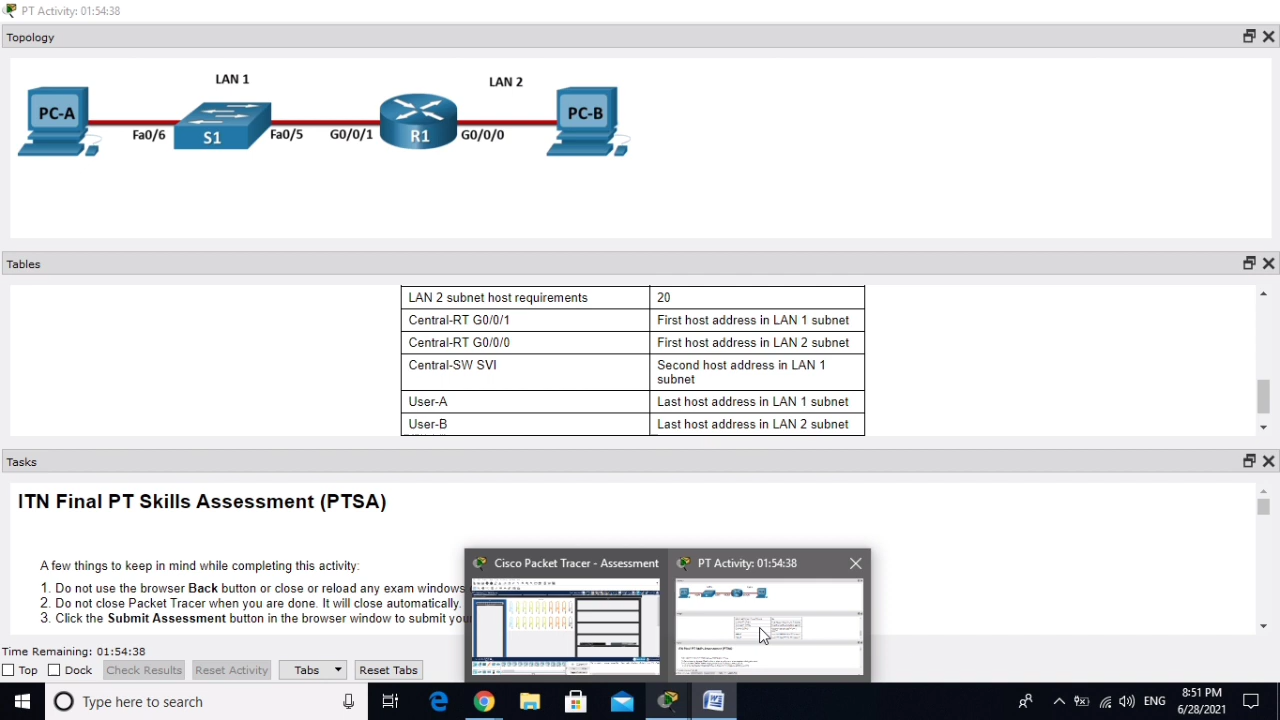 PT Activity: 01:54:38
Topology
LAN 1
LAN 2
PC-A
PC-B
Fa0/6
S1
Fa0/5
G0/0/1
R1
G0/0/0
Tables
LAN 2 subnet host requirements 20
Central-RT G0/0/1 First host address in LAN 1 subnet
Central-RT G0/0/0 First host address in LAN 2 subnet
Central-SW SVI Second host address in LAN 1
subnet
User-A Last host address in LAN 1 subnet
User-B Last host address in LAN 2 subnet
Tasks
ITN Final PT Skills Assessment (PTSA)
A few things to keep in mind while completing this activity:
1. Do not use the browser Back button or close or reload any exam windows
2. Do not close Packet Tracer when you are done. It will close automatically.
3. Click the Submit Assessment button in the browser window to submit you
Cisco Packet Tracer - Assessment
PT Activity: 01:54:38
Time Remaining: 01:54:38
Dock
Check Results
Reset Activity
Tabs
Reset Tabs
Type here to search
ENG
8:51 PM
6/28/2021